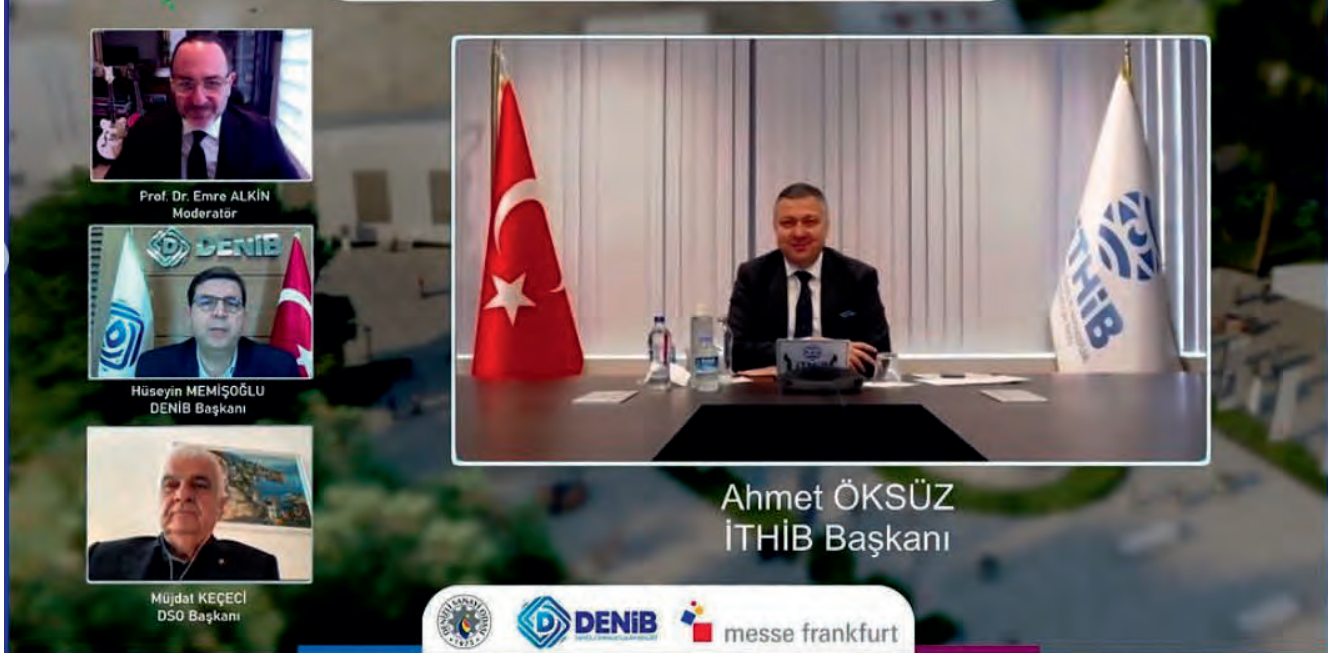 Prof. Dr. Emre ALKİN
Moderatör
DENİB
Hüseyin MEMİŞOĞLU
DENİB Başkanı
Müjdat KEÇECİ
DSO Başkanı
İTHİB
Ahmet ÖKSÜZ
İTHİB Başkanı
DENİB
messe frankfurt